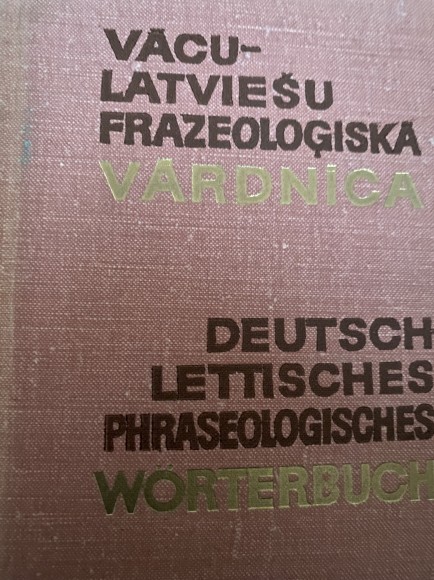 VĀCU-
LATVIEŠU
FRAZEOLOĢISKĀ
VĀRDNĪCA
DEUTSCH
LETTISCHES
PHRASEOLOGISCHES
WÖRTERBUCH